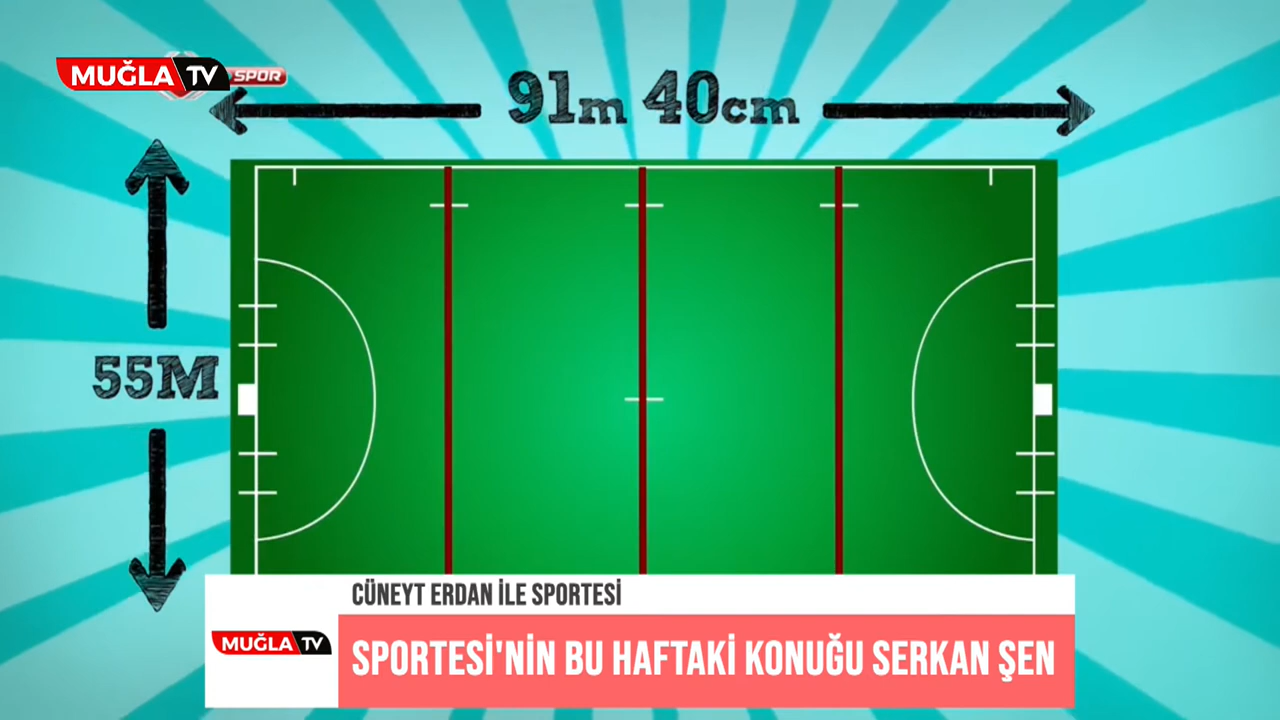 MUĞLA TV SPOR
91m 40cm
55M
CÜNEYT ERDAN İLE SPORTESİ
MUĞLA TV
SPORTESİ'NİN BU HAFTAKİ KONUĞU SERKAN ŞEN